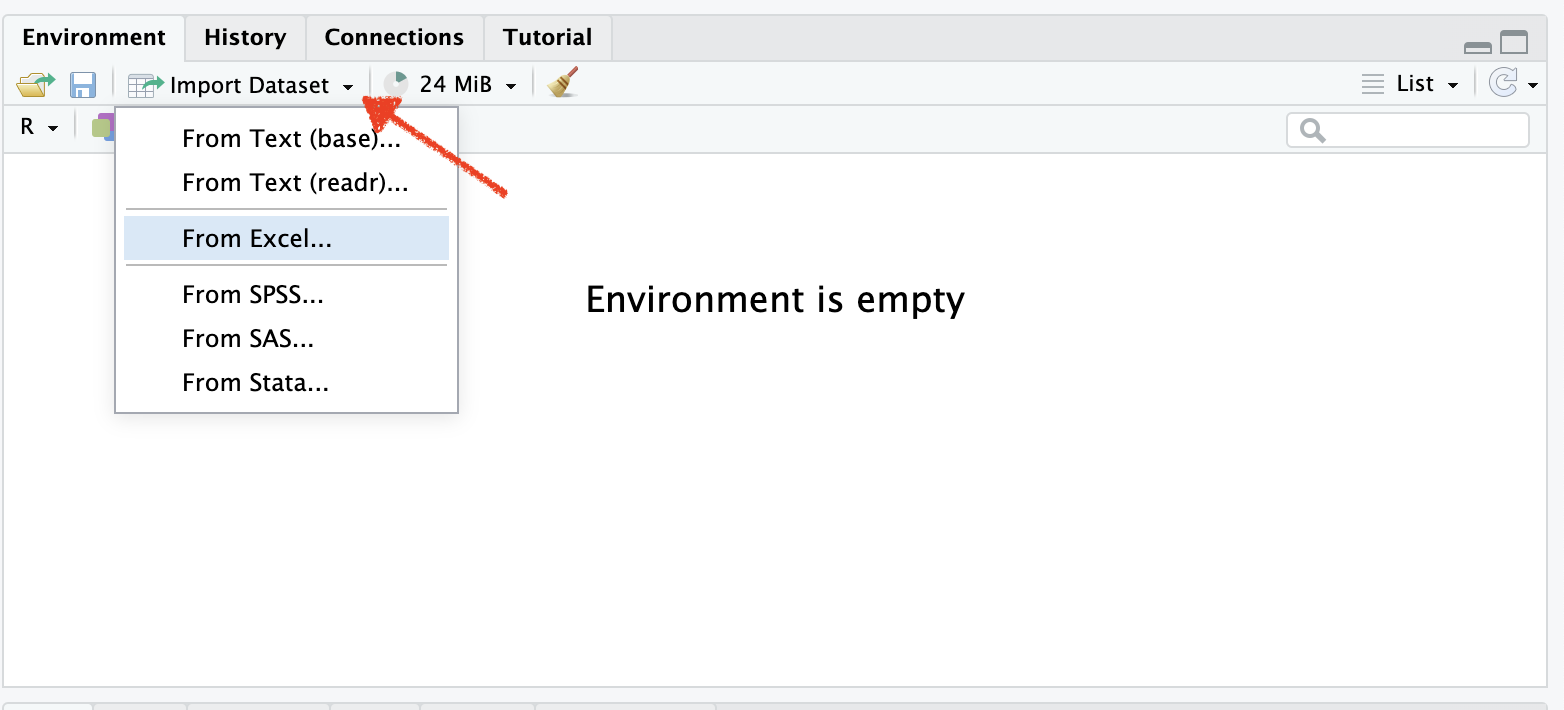 Environment History Connections Tutorial
Import Dataset 24 MiB List
R
From Text (base)...
From Text (readr)...
From Excel...
From SPSS...
From SAS...
From Stata...
Environment is empty